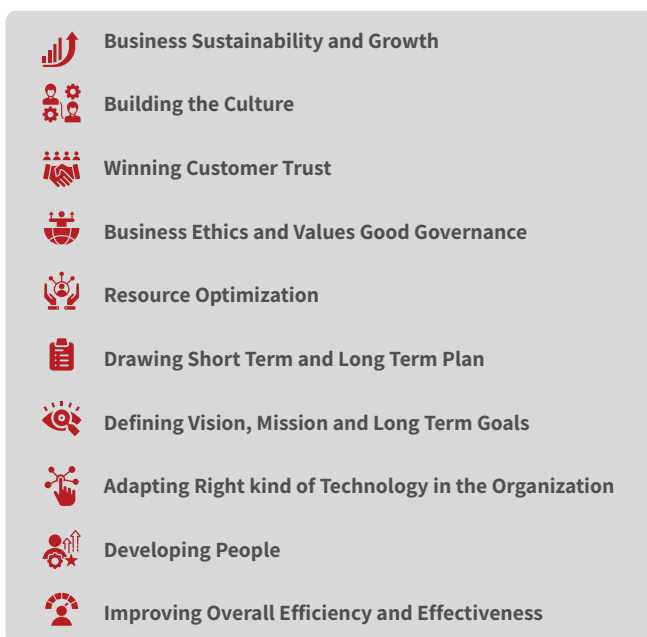 Business Sustainability and Growth
Building the Culture
Winning Customer Trust
Business Ethics and Values Good Governance
Resource Optimization
Drawing Short Term and Long Term Plan
Defining Vision, Mission and Long Term Goals
Adapting Right kind of Technology in the Organization
Developing People
Improving Overall Efficiency and Effectiveness